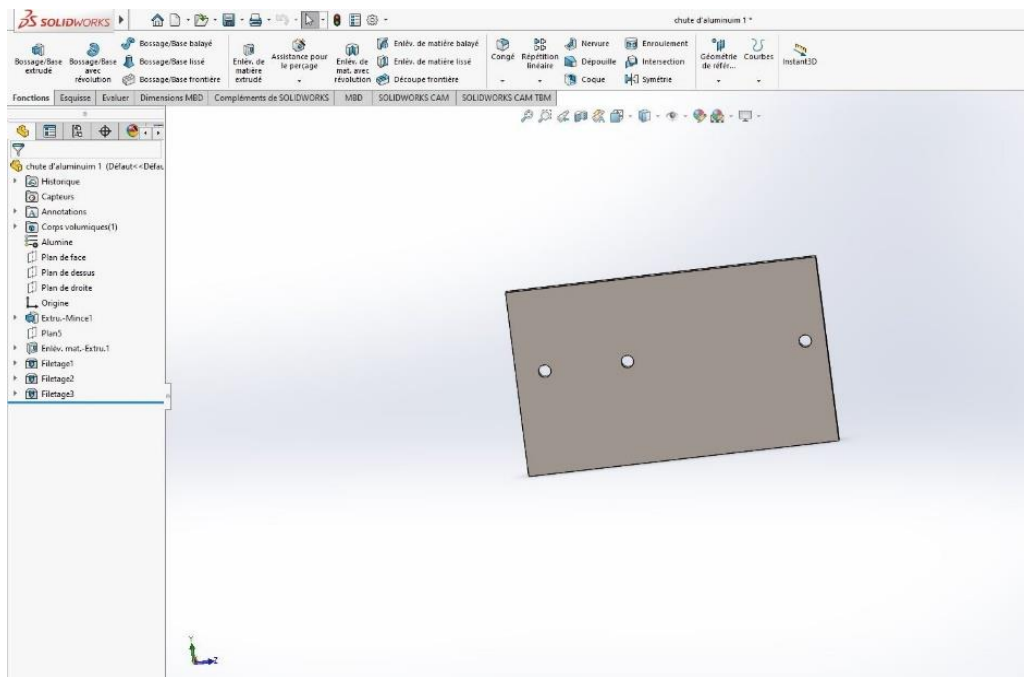 SOLIDWORKS
chute d'aluminuim 1 *
Bossage/Base extrudé
Bossage/Base avec révolution
Bossage/Base balayé
Bossage/Base lissé
Bossage/Base frontière
Enlèv. de matière extrudé
Assistance pour le perçage
Enlèv. de mat. avec révolution
Enlèv. de matière balayé
Enlèv. de matière lissé
Découpe frontière
Congé
Répétition linéaire
Nervure
Dépouille
Coque
Enroulement
Intersection
Symétrie
Géométrie de référ...
Courbes
Instant3D
Fonctions
Esquisse
Evaluer
Dimensions MBD
Compléments de SOLIDWORKS
MBD
SOLIDWORKS CAM
SOLIDWORKS CAM TBM
chute d'aluminuim 1 (Défaut<<Défau
Historique
Capteurs
Annotations
Corps volumiques(1)
Alumine
Plan de face
Plan de dessus
Plan de droite
Origine
Extru.-Mince1
Plan5
Enlèv. mat.-Extru.1
Filetage1
Filetage2
Filetage3
Y
Z